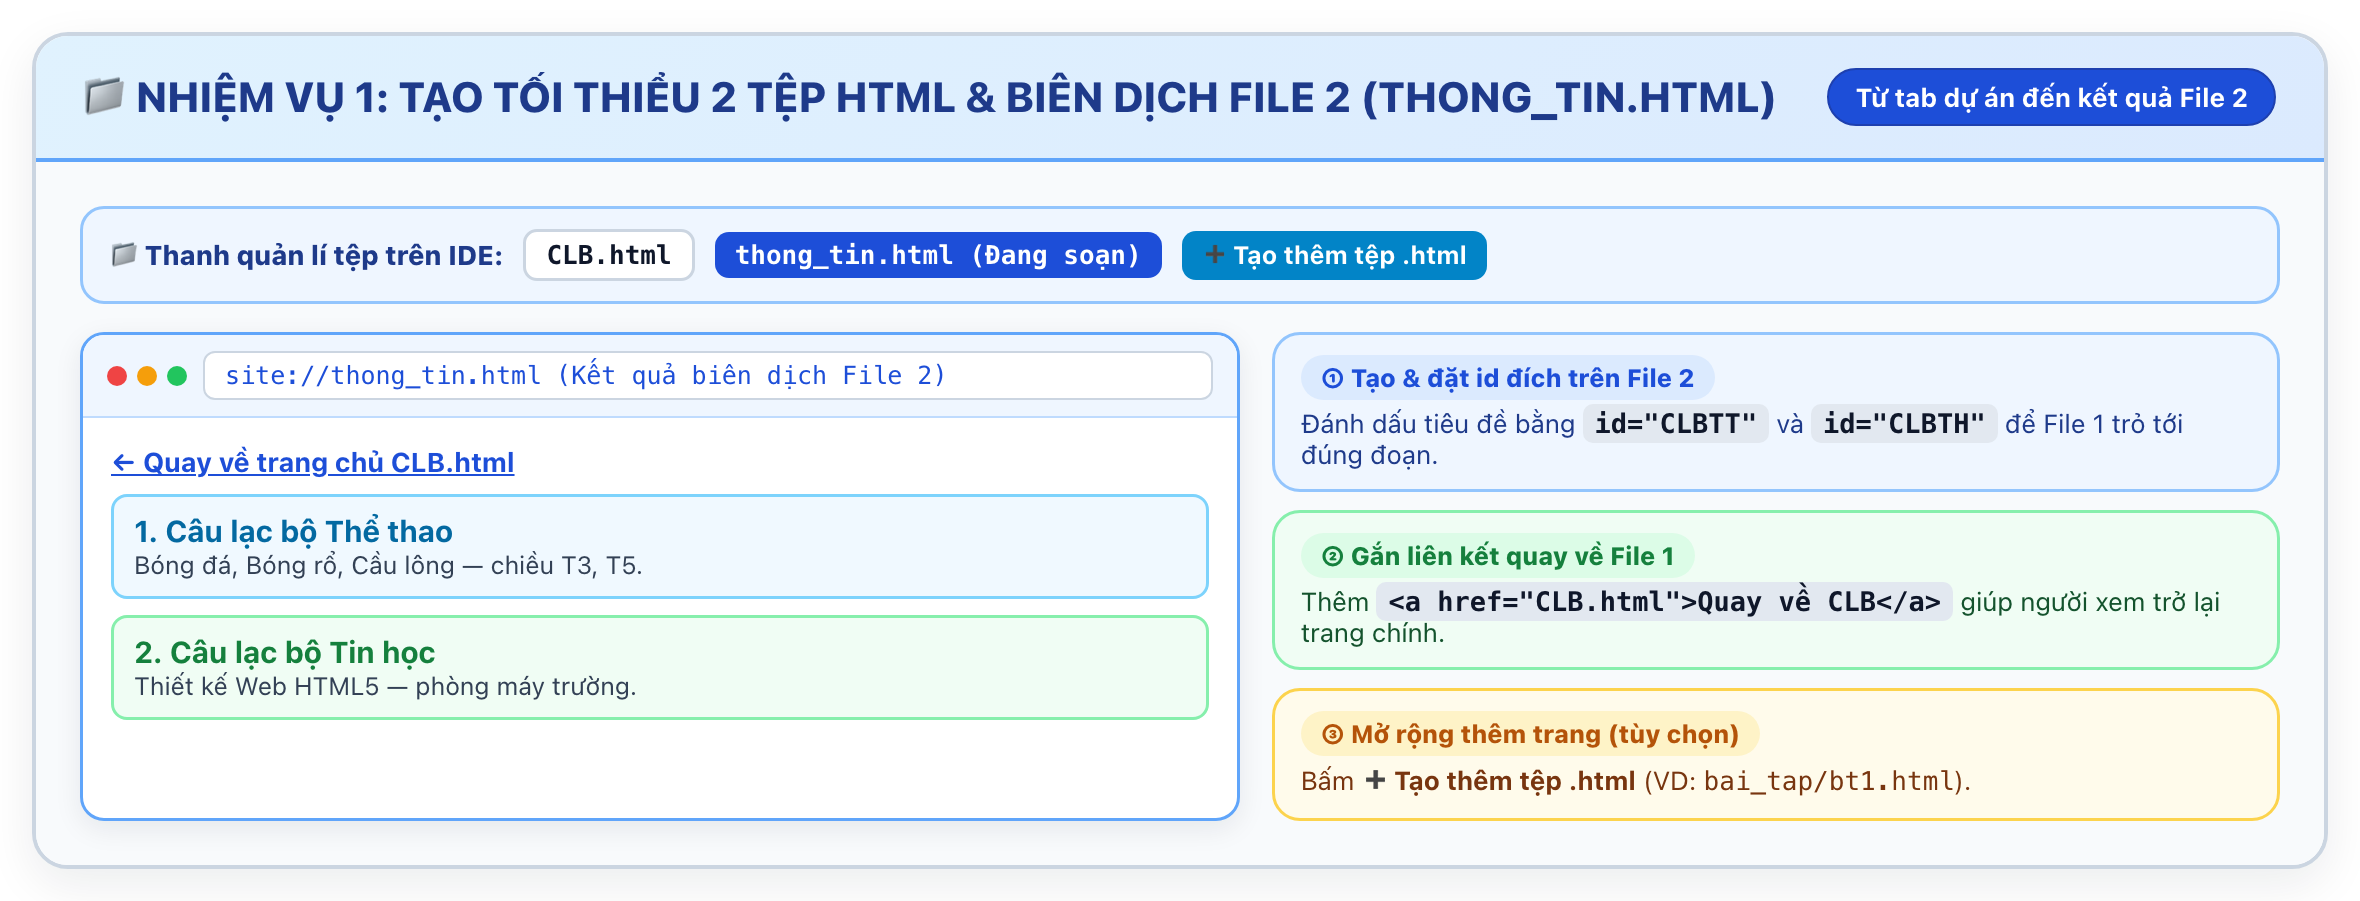 📁 NHIỆM VỤ 1: TẠO TỐI THIỂU 2 TỆP HTML & BIÊN DỊCH FILE 2 (THONG_TIN.HTML)
Từ tab dự án đến kết quả File 2
📁 Thanh quản lí tệp trên IDE: CLB.html thong_tin.html (Đang soạn) ➕ Tạo thêm tệp .html
site://thong_tin.html (Kết quả biên dịch File 2)
← Quay về trang chủ CLB.html
1. Câu lạc bộ Thể thao
Bóng đá, Bóng rổ, Cầu lông — chiều T3, T5.
2. Câu lạc bộ Tin học
Thiết kế Web HTML5 — phòng máy trường.
① Tạo & đặt id đích trên File 2
Đánh dấu tiêu đề bằng id="CLBTT" và id="CLBTH" để File 1 trỏ tới
đúng đoạn.
② Gắn liên kết quay về File 1
Thêm <a href="CLB.html">Quay về CLB</a> giúp người xem trở lại
trang chính.
③ Mở rộng thêm trang (tùy chọn)
Bấm ➕ Tạo thêm tệp .html (VD: bai_tap/bt1.html).